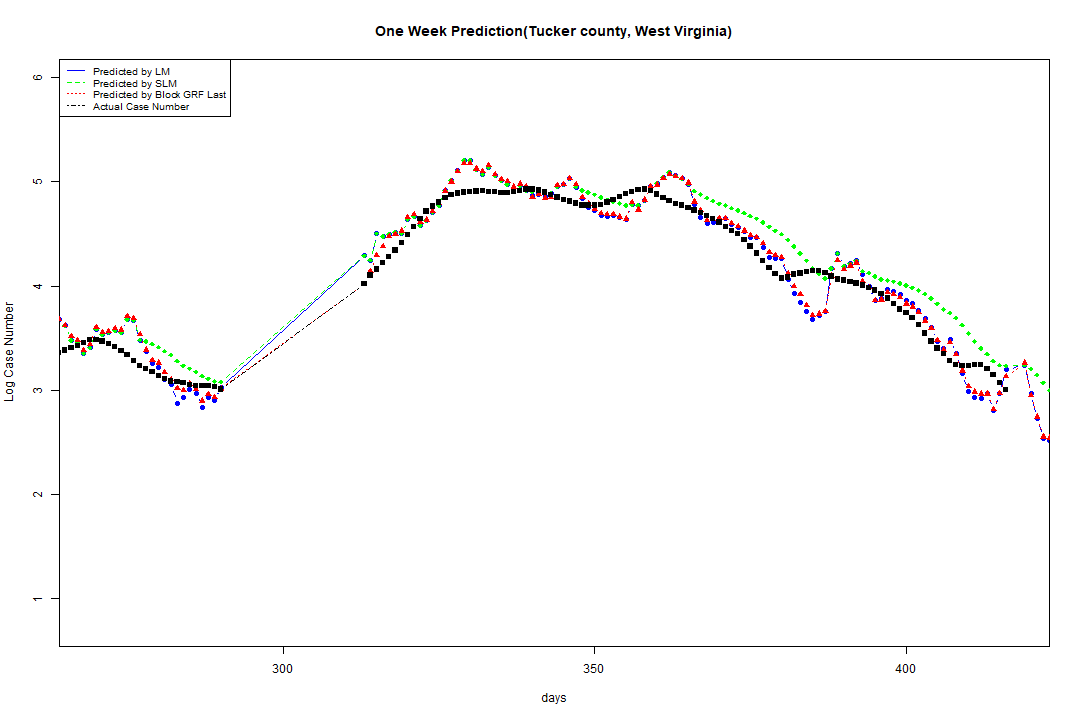 One Week Prediction(Tucker county, West Virginia)
Predicted by LM
Predicted by SLM
Predicted by Block GRF Last
Actual Case Number
6
5
4
3
2
1
Log Case Number
300 350 400
days